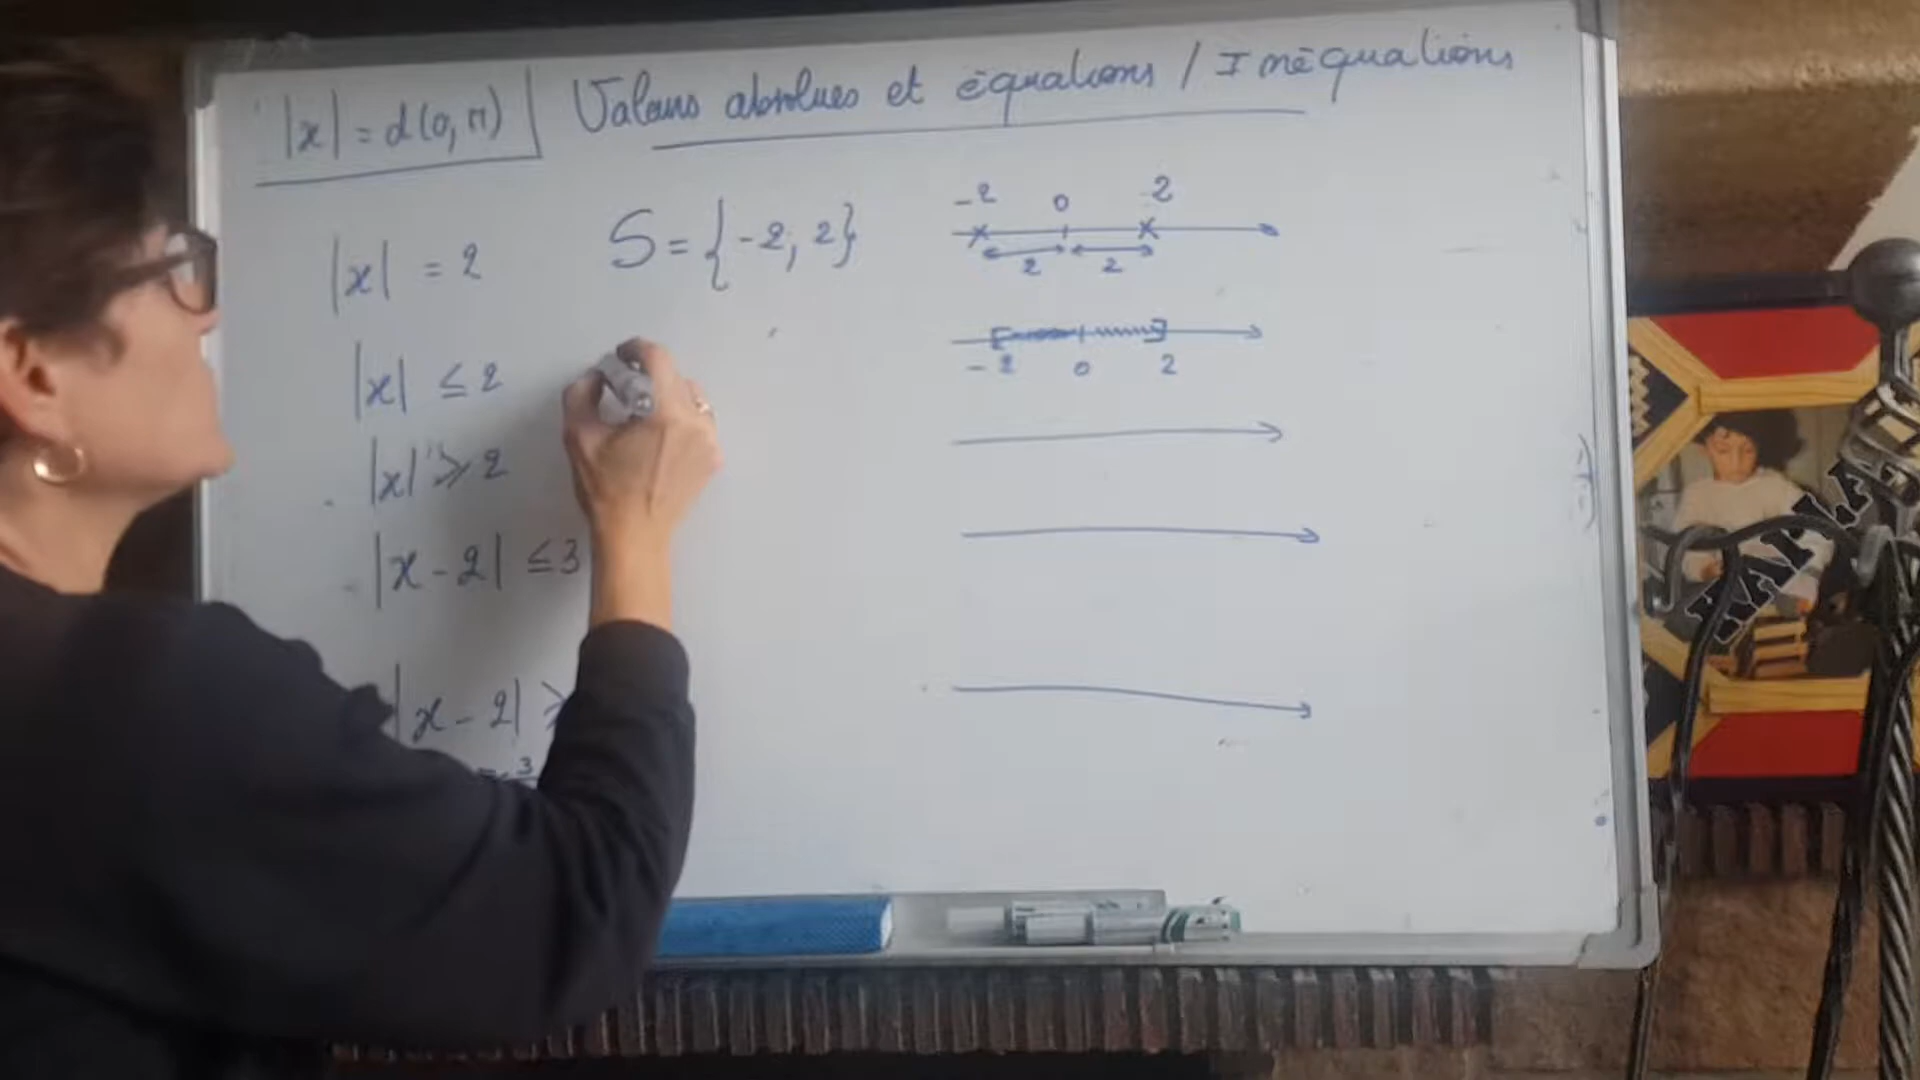 |x| = d(0, M)
Valeurs absolues et équations / Inéquations
|x| = 2
S = {-2, 2}
-2 0 2
2 2
|x| ≤ 2
-2 0 2
|x| ≥ 2
|x - 2| ≤ 3
|x - 2| ≥